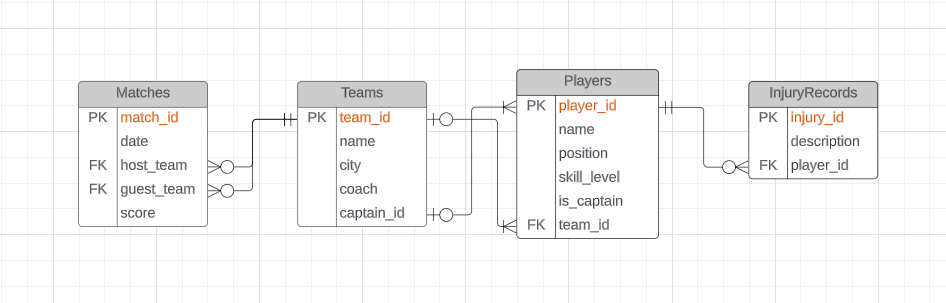 Matches
PK match_id
date
FK host_team
FK guest_team
score
Teams
PK team_id
name
city
coach
captain_id
Players
PK player_id
name
position
skill_level
is_captain
FK team_id
InjuryRecords
PK injury_id
description
FK player_id